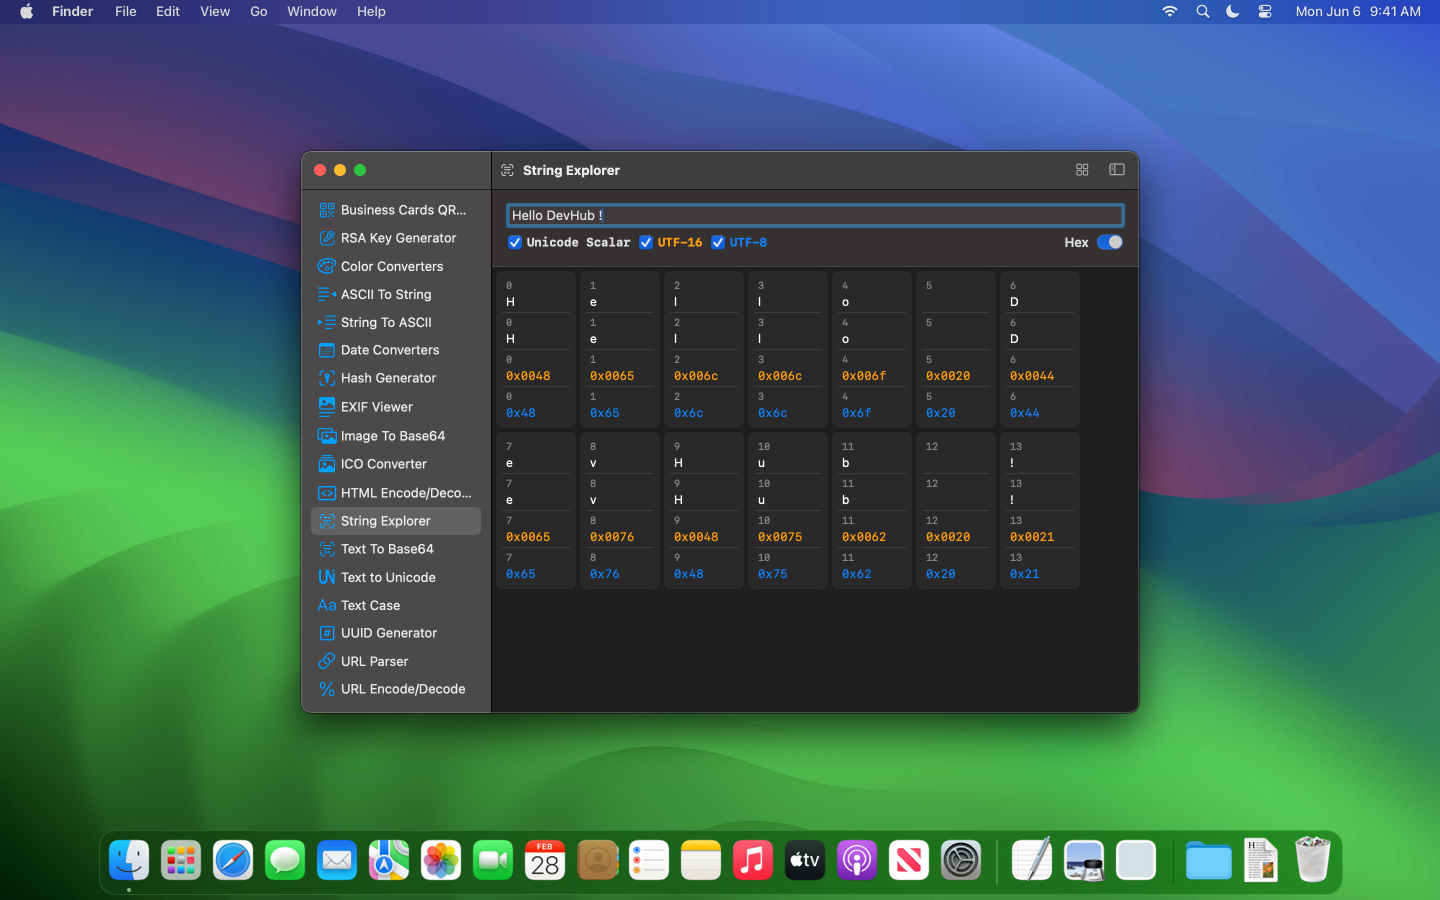 Finder File Edit View Go Window Help Mon Jun 6 9:41 AM
String Explorer
Business Cards QR...
RSA Key Generator
Color Converters
ASCII To String
String To ASCII
Date Converters
Hash Generator
EXIF Viewer
Image To Base64
ICO Converter
HTML Encode/Deco...
String Explorer
Text To Base64
UN Text to Unicode
Aa Text Case
# UUID Generator
URL Parser
% URL Encode/Decode
Hello DevHub !
Unicode Scalar UTF-16 UTF-8 Hex
0 1 2 3 4 5 6
H e l l o D
0 1 2 3 4 5 6
H e l l o D
0 1 2 3 4 5 6
0x0048 0x0065 0x006c 0x006c 0x006f 0x0020 0x0044
0 1 2 3 4 5 6
0x48 0x65 0x6c 0x6c 0x6f 0x20 0x44
7 8 9 10 11 12 13
e v H u b !
7 8 9 10 11 12 13
e v H u b !
7 8 9 10 11 12 13
0x0065 0x0076 0x0048 0x0075 0x0062 0x0020 0x0021
7 8 9 10 11 12 13
0x65 0x76 0x48 0x75 0x62 0x20 0x21
FEB
28
tv